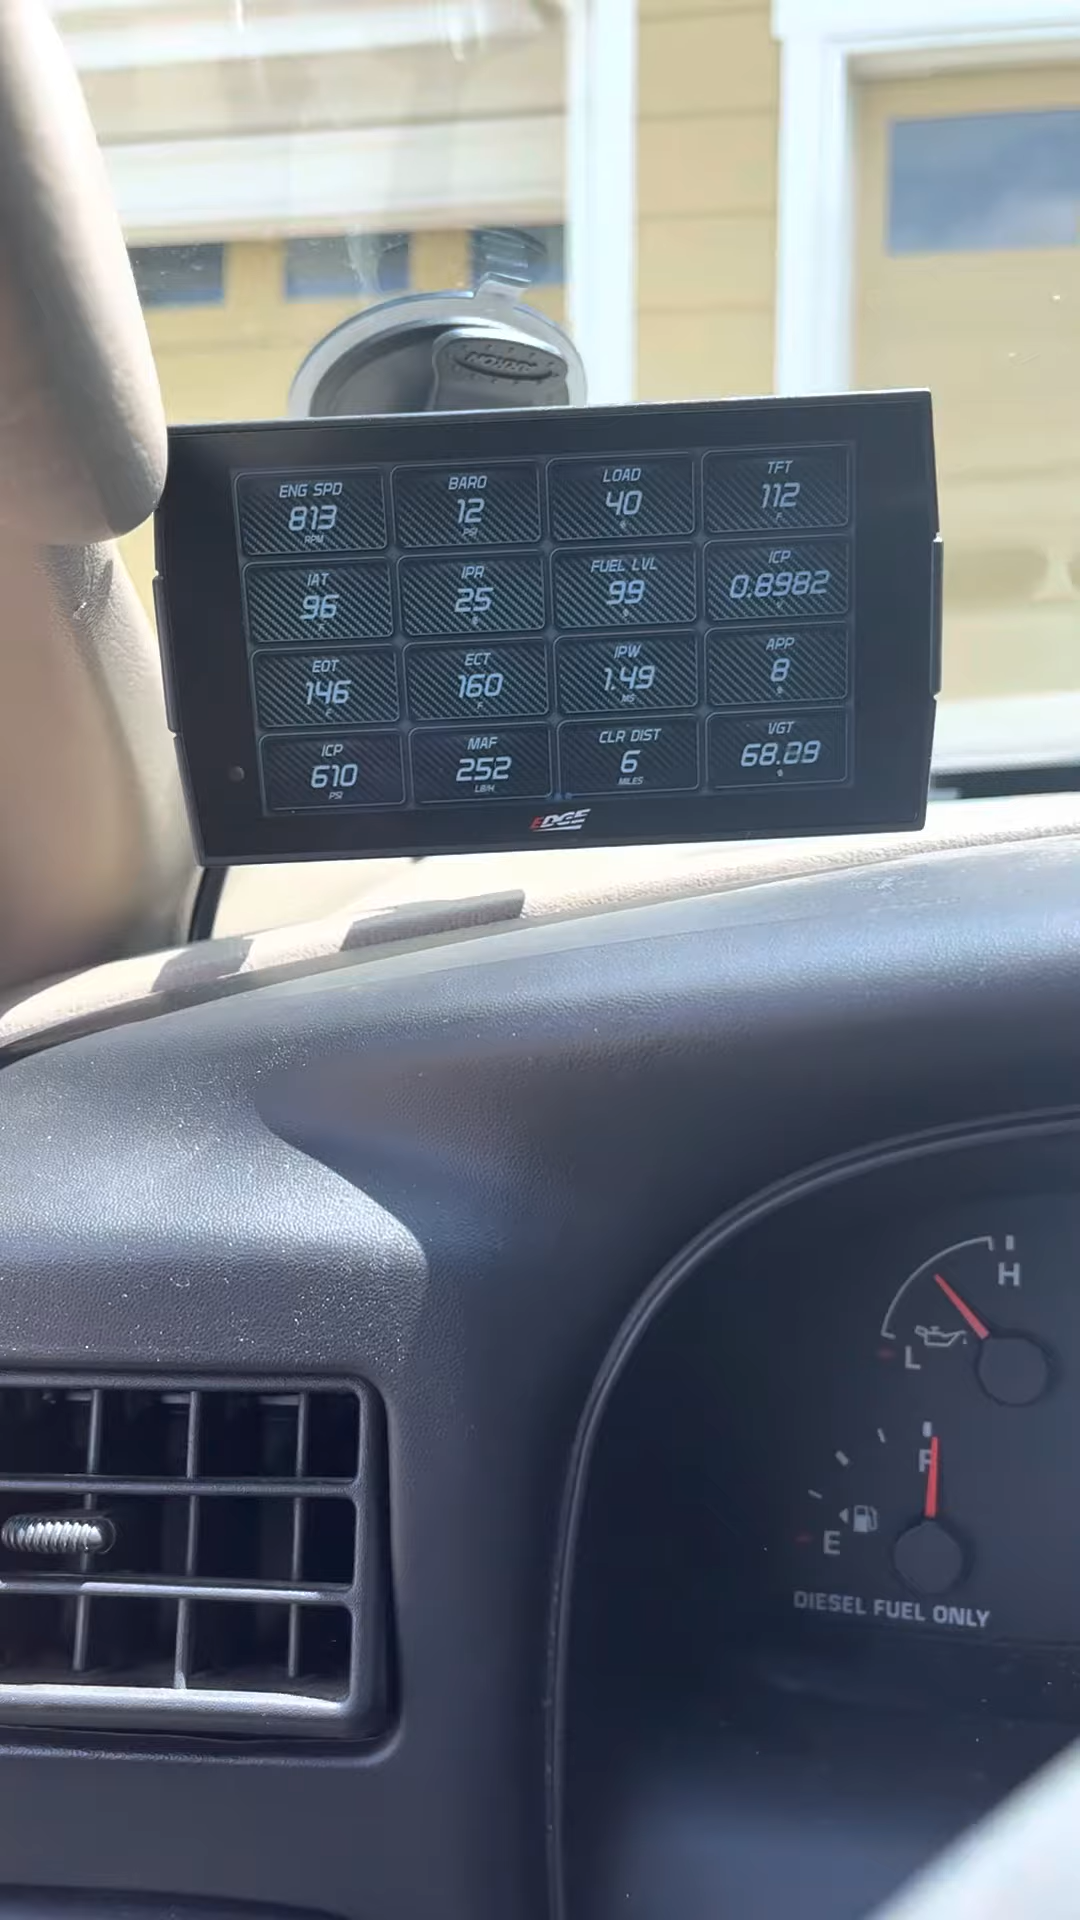 ARKON
ENG SPD
813
RPM
BARO
12
PSI
LOAD
40
%
TFT
112
F
IAT
96
F
IPR
25
%
FUEL LVL
99
%
ICP
0.8982
V
EOT
146
F
ECT
160
F
IPW
1.49
MS
APP
8
%
ICP
610
PSI
MAF
252
LB/H
CLR DIST
6
MILES
VGT
%
EDGE
H
L
F
E
DIESEL FUEL ONLY